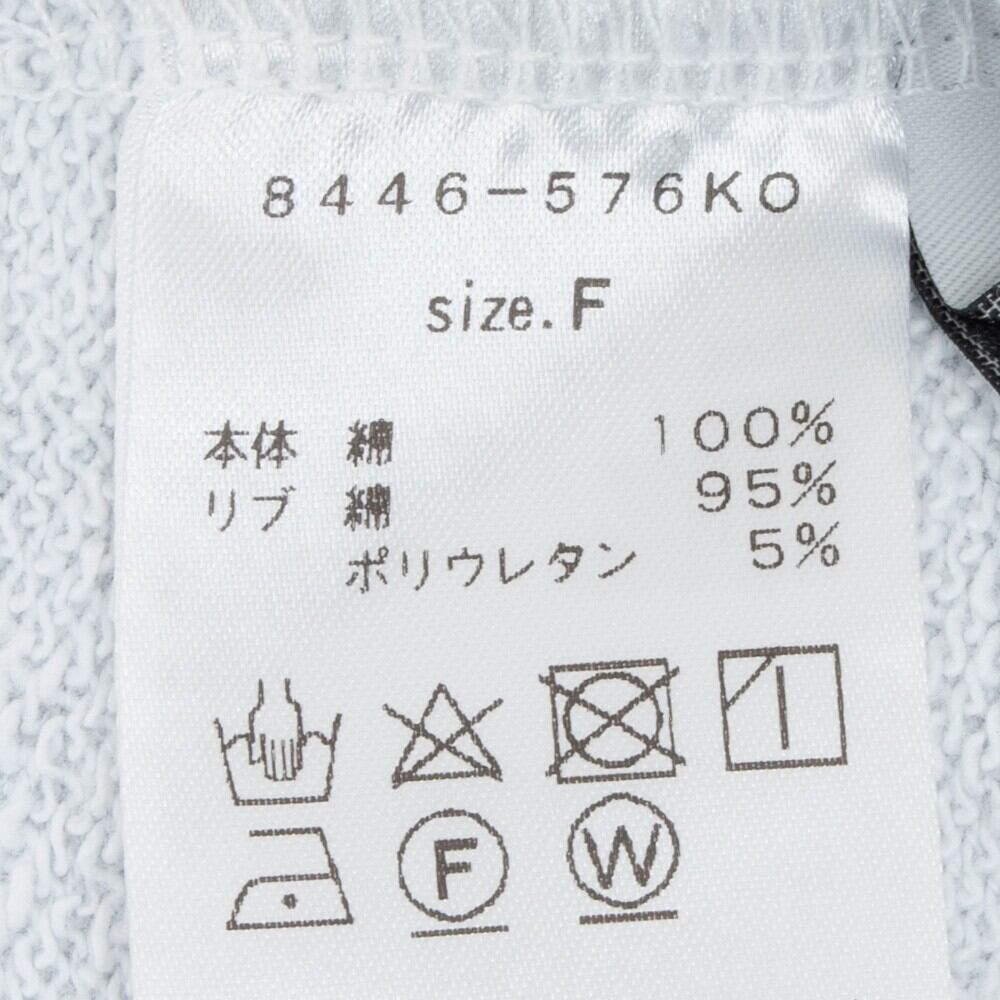 8446-576KO
size.F
本体 綿 100%
リブ 綿 95%
ポリウレタン 5%
F W